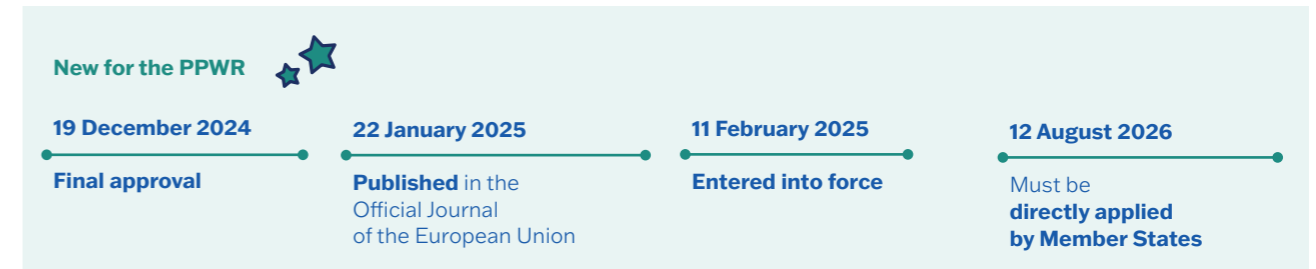 New for the PPWR
19 December 2024
Final approval
22 January 2025
Published in the
Official Journal
of the European Union
11 February 2025
Entered into force
12 August 2026
Must be
directly applied
by Member States